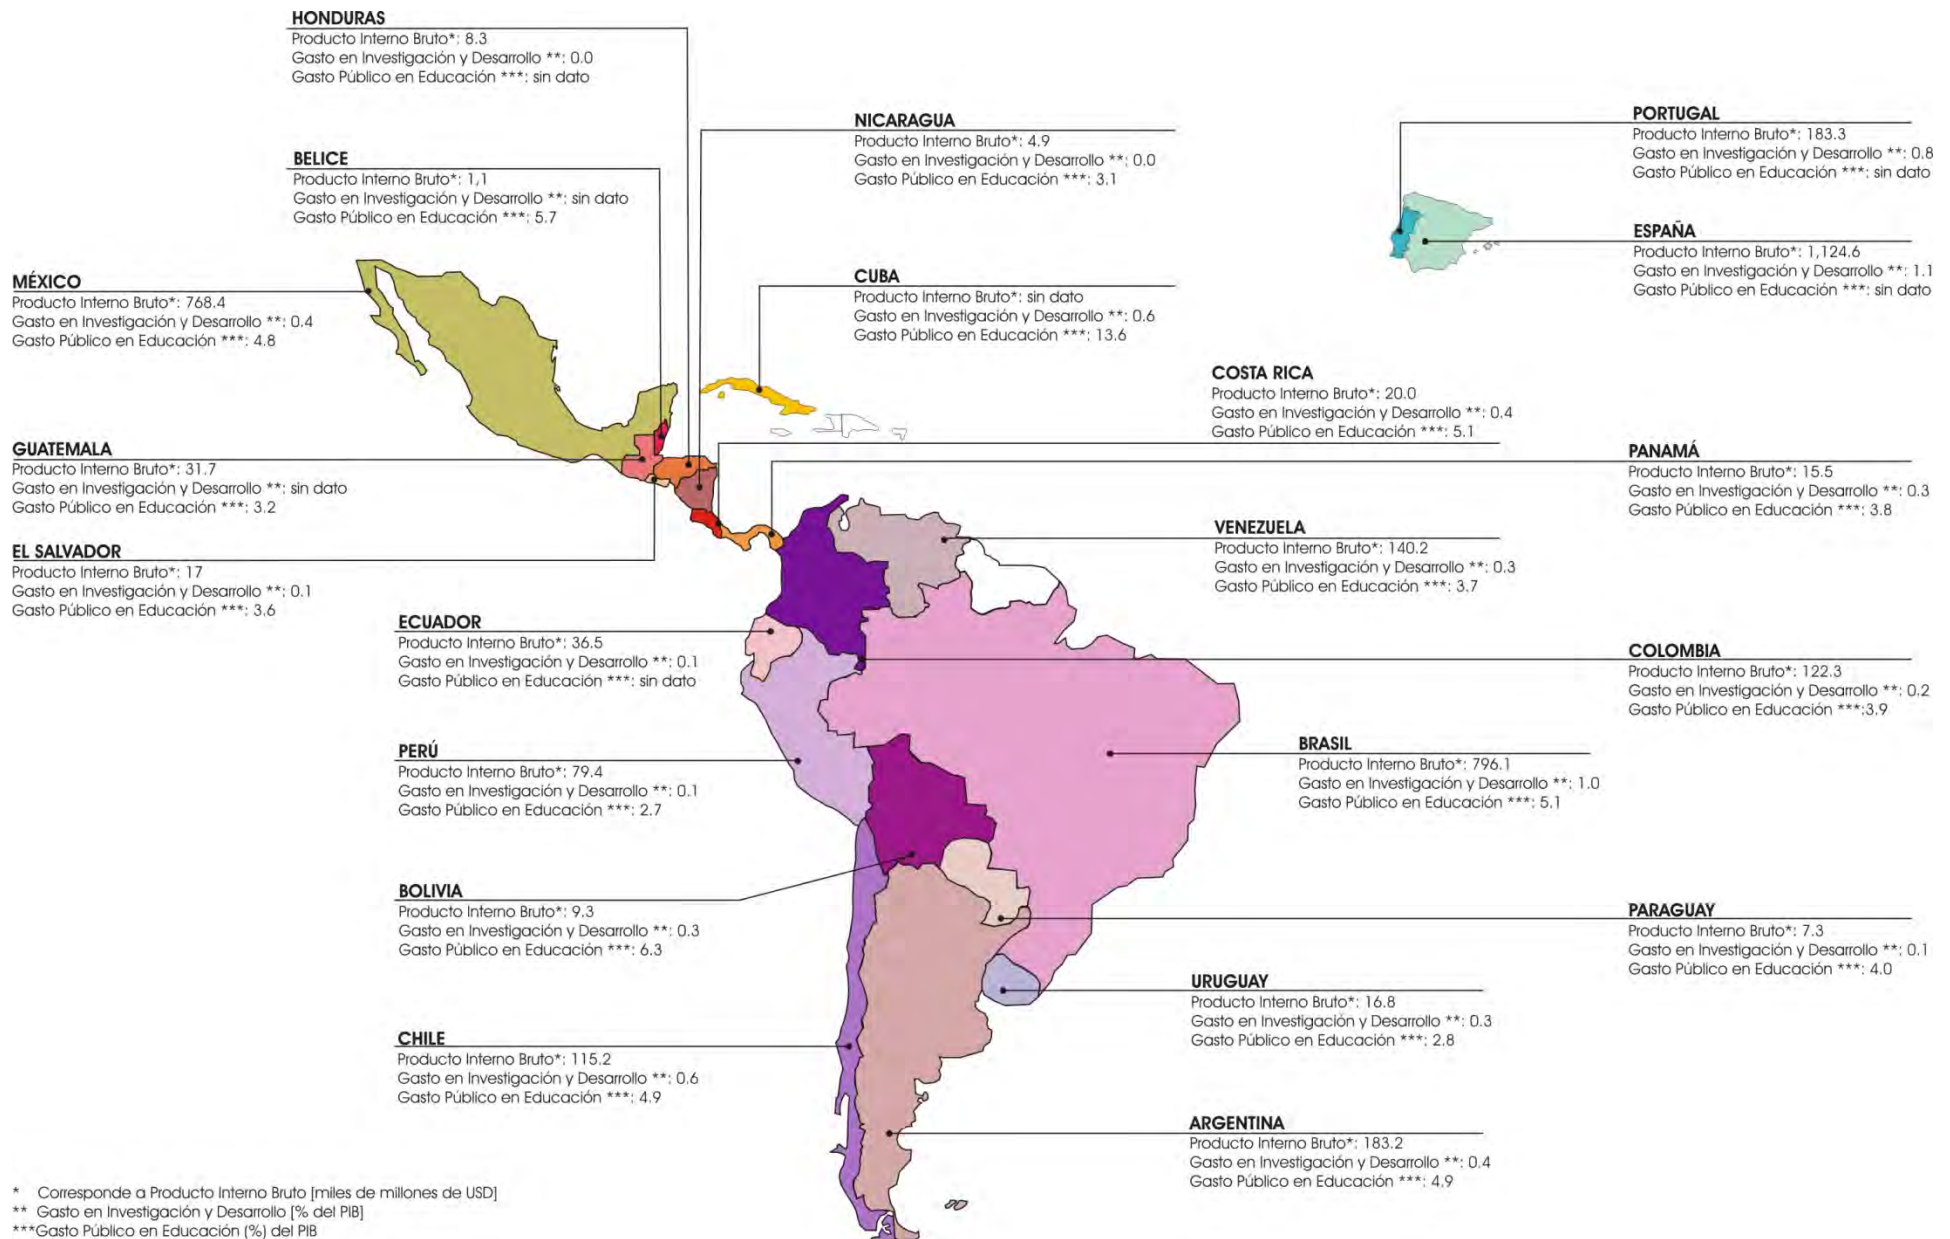 HONDURAS
Producto Interno Bruto*: 8.3
Gasto en Investigación y Desarrollo **: 0.0
Gasto Público en Educación ***: sin dato
NICARAGUA
Producto Interno Bruto*: 4.9
Gasto en Investigación y Desarrollo **: 0.0
Gasto Público en Educación ***: 3.1
PORTUGAL
Producto Interno Bruto*: 183.3
Gasto en Investigación y Desarrollo **: 0.8
Gasto Público en Educación ***: sin dato
BELICE
Producto Interno Bruto*: 1,1
Gasto en Investigación y Desarrollo **: sin dato
Gasto Público en Educación ***: 5.7
ESPAÑA
Producto Interno Bruto*: 1,124.6
Gasto en Investigación y Desarrollo **: 1.1
Gasto Público en Educación ***: sin dato
MÉXICO
Producto Interno Bruto*: 768.4
Gasto en Investigación y Desarrollo **: 0.4
Gasto Público en Educación ***: 4.8
CUBA
Producto Interno Bruto*: sin dato
Gasto en Investigación y Desarrollo **: 0.6
Gasto Público en Educación ***: 13.6
COSTA RICA
Producto Interno Bruto*: 20.0
Gasto en Investigación y Desarrollo **: 0.4
Gasto Público en Educación ***: 5.1
GUATEMALA
Producto Interno Bruto*: 31.7
Gasto en Investigación y Desarrollo **: sin dato
Gasto Público en Educación ***: 3.2
PANAMÁ
Producto Interno Bruto*: 15.5
Gasto en Investigación y Desarrollo **: 0.3
Gasto Público en Educación ***: 3.8
EL SALVADOR
Producto Interno Bruto*: 17
Gasto en Investigación y Desarrollo **: 0.1
Gasto Público en Educación ***: 3.6
VENEZUELA
Producto Interno Bruto*: 140.2
Gasto en Investigación y Desarrollo **: 0.3
Gasto Público en Educación ***: 3.7
ECUADOR
Producto Interno Bruto*: 36.5
Gasto en Investigación y Desarrollo **: 0.1
Gasto Público en Educación ***: sin dato
COLOMBIA
Producto Interno Bruto*: 122.3
Gasto en Investigación y Desarrollo **: 0.2
Gasto Público en Educación ***:3.9
PERÚ
Producto Interno Bruto*: 79.4
Gasto en Investigación y Desarrollo **: 0.1
Gasto Público en Educación ***: 2.7
BRASIL
Producto Interno Bruto*: 796.1
Gasto en Investigación y Desarrollo **: 1.0
Gasto Público en Educación ***: 5.1
BOLIVIA
Producto Interno Bruto*: 9.3
Gasto en Investigación y Desarrollo **: 0.3
Gasto Público en Educación ***: 6.3
PARAGUAY
Producto Interno Bruto*: 7.3
Gasto en Investigación y Desarrollo **: 0.1
Gasto Público en Educación ***: 4.0
URUGUAY
Producto Interno Bruto*: 16.8
Gasto en Investigación y Desarrollo **: 0.3
Gasto Público en Educación ***: 2.8
CHILE
Producto Interno Bruto*: 115.2
Gasto en Investigación y Desarrollo **: 0.6
Gasto Público en Educación ***: 4.9
ARGENTINA
Producto Interno Bruto*: 183.2
Gasto en Investigación y Desarrollo **: 0.4
Gasto Público en Educación ***: 4.9
* Corresponde a Producto Interno Bruto [miles de millones de USD]
** Gasto en Investigación y Desarrollo [% del PIB]
***Gasto Público en Educación (%) del PIB